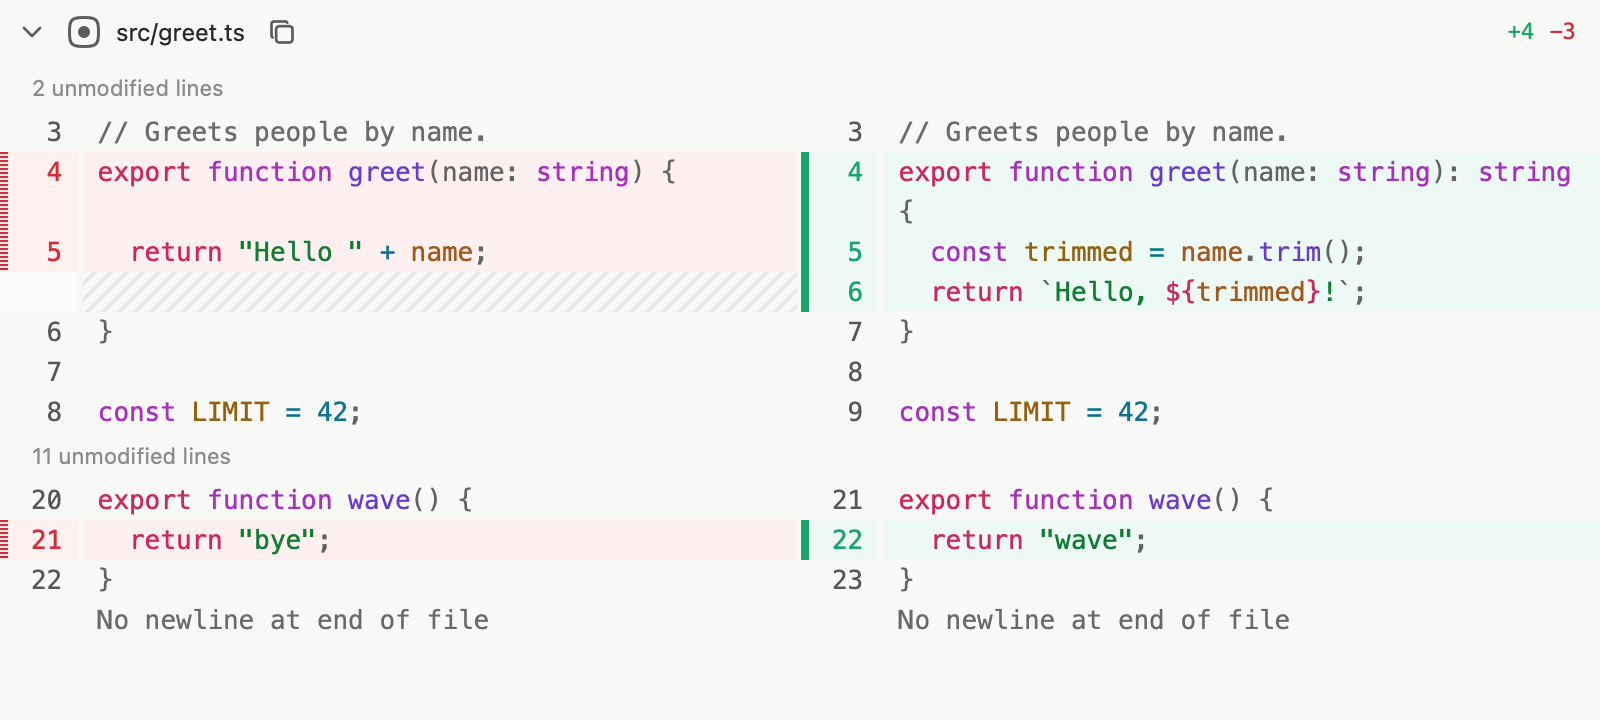 src/greet.ts +4 −3
2 unmodified lines
3 // Greets people by name.
4 export function greet(name: string) {
5   return "Hello " + name;
6 }
7
8 const LIMIT = 42;
11 unmodified lines
20 export function wave() {
21   return "bye";
22 }
No newline at end of file
3 // Greets people by name.
4 export function greet(name: string): string
{
5   const trimmed = name.trim();
6   return `Hello, ${trimmed}!`;
7 }
8
9 const LIMIT = 42;
21 export function wave() {
22   return "wave";
23 }
No newline at end of file